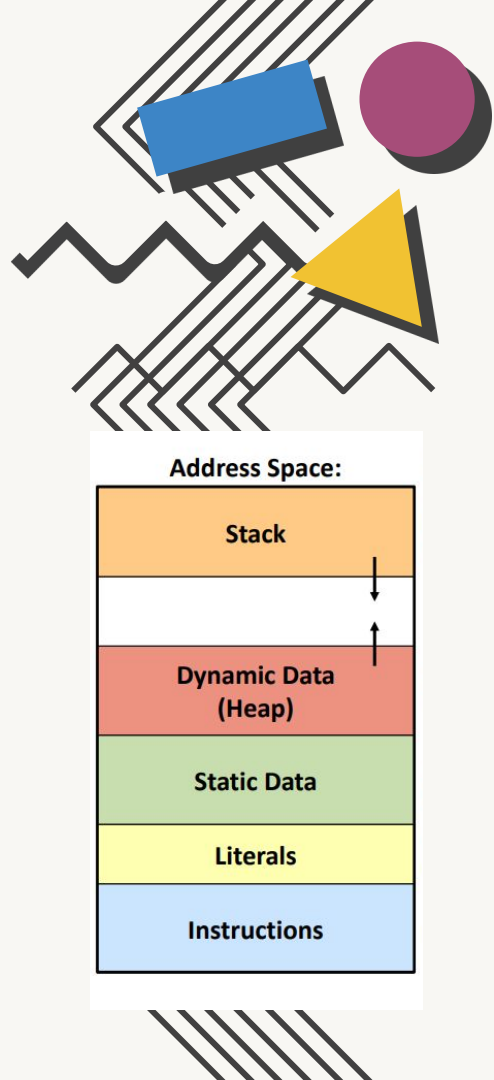 Address Space:
Stack
Dynamic Data
(Heap)
Static Data
Literals
Instructions